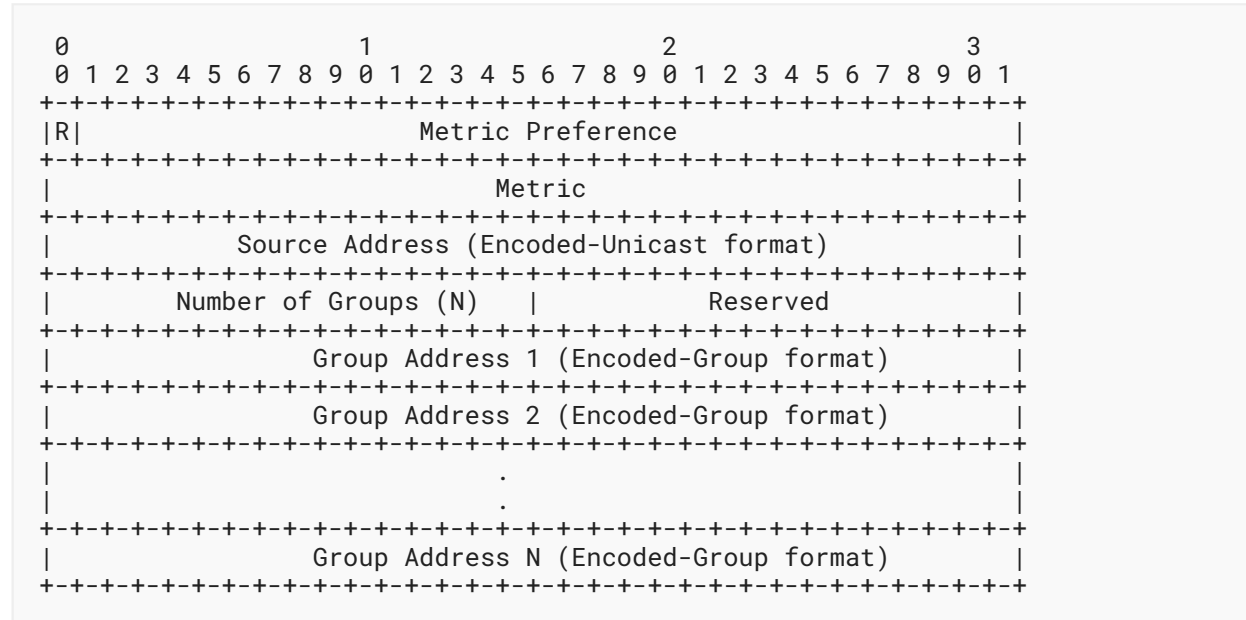 0                   1                   2                   3
 0 1 2 3 4 5 6 7 8 9 0 1 2 3 4 5 6 7 8 9 0 1 2 3 4 5 6 7 8 9 0 1
+-+-+-+-+-+-+-+-+-+-+-+-+-+-+-+-+-+-+-+-+-+-+-+-+-+-+-+-+-+-+-+-+
|R|                      Metric Preference                      |
+-+-+-+-+-+-+-+-+-+-+-+-+-+-+-+-+-+-+-+-+-+-+-+-+-+-+-+-+-+-+-+-+
|                             Metric                            |
+-+-+-+-+-+-+-+-+-+-+-+-+-+-+-+-+-+-+-+-+-+-+-+-+-+-+-+-+-+-+-+-+
|            Source Address (Encoded-Unicast format)            |
+-+-+-+-+-+-+-+-+-+-+-+-+-+-+-+-+-+-+-+-+-+-+-+-+-+-+-+-+-+-+-+-+
|        Number of Groups (N)   |           Reserved            |
+-+-+-+-+-+-+-+-+-+-+-+-+-+-+-+-+-+-+-+-+-+-+-+-+-+-+-+-+-+-+-+-+
|                 Group Address 1 (Encoded-Group format)        |
+-+-+-+-+-+-+-+-+-+-+-+-+-+-+-+-+-+-+-+-+-+-+-+-+-+-+-+-+-+-+-+-+
|                 Group Address 2 (Encoded-Group format)        |
+-+-+-+-+-+-+-+-+-+-+-+-+-+-+-+-+-+-+-+-+-+-+-+-+-+-+-+-+-+-+-+-+
|                             .                                 |
|                             .                                 |
+-+-+-+-+-+-+-+-+-+-+-+-+-+-+-+-+-+-+-+-+-+-+-+-+-+-+-+-+-+-+-+-+
|                 Group Address N (Encoded-Group format)        |
+-+-+-+-+-+-+-+-+-+-+-+-+-+-+-+-+-+-+-+-+-+-+-+-+-+-+-+-+-+-+-+-+